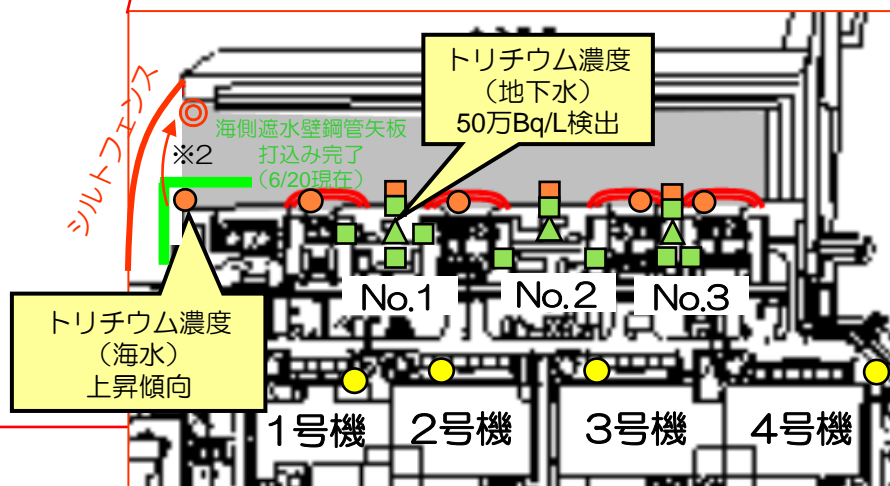 トリチウム濃度
（地下水）
50万Bq/L検出
シルトフェンス
海側遮水壁鋼管矢板
打込み完了
（6/20現在）
※2
No.1
No.2
No.3
トリチウム濃度
（海水）
上昇傾向
1号機
2号機
3号機
4号機